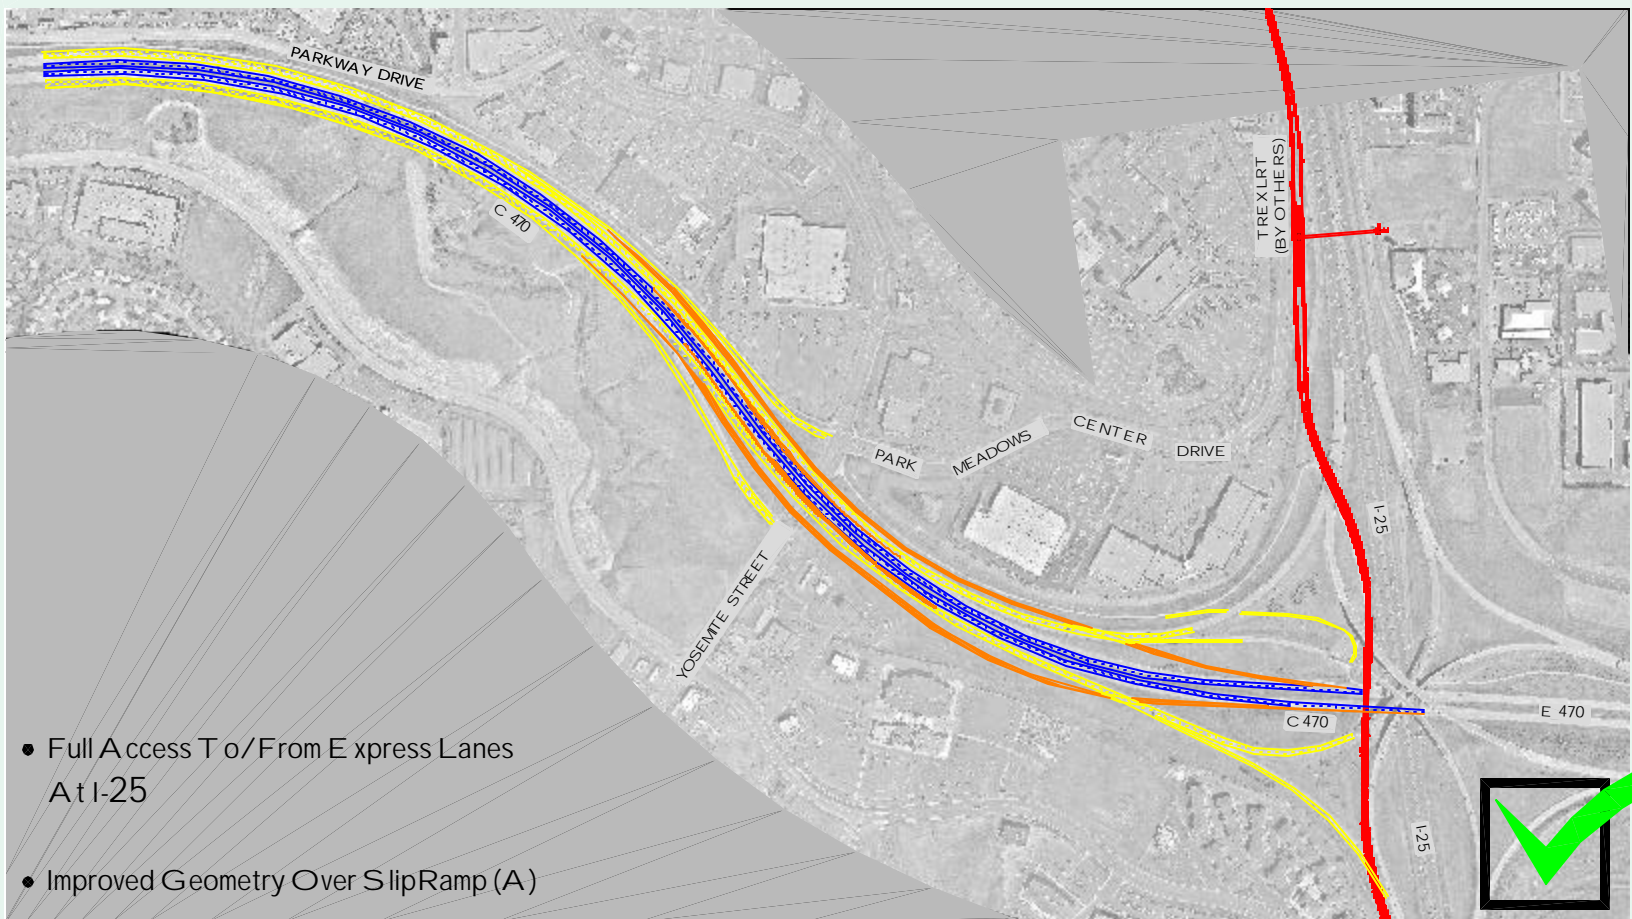 PARKWAY DRIVE
C 470
TREX LRT
(BY OTHERS)
PARK MEADOWS CENTER DRIVE
I-25
YOSEMITE STREET
C 470
E 470
I-25
• Full Access To/From Express Lanes
At I-25
• Improved Geometry Over Slip Ramp (A)